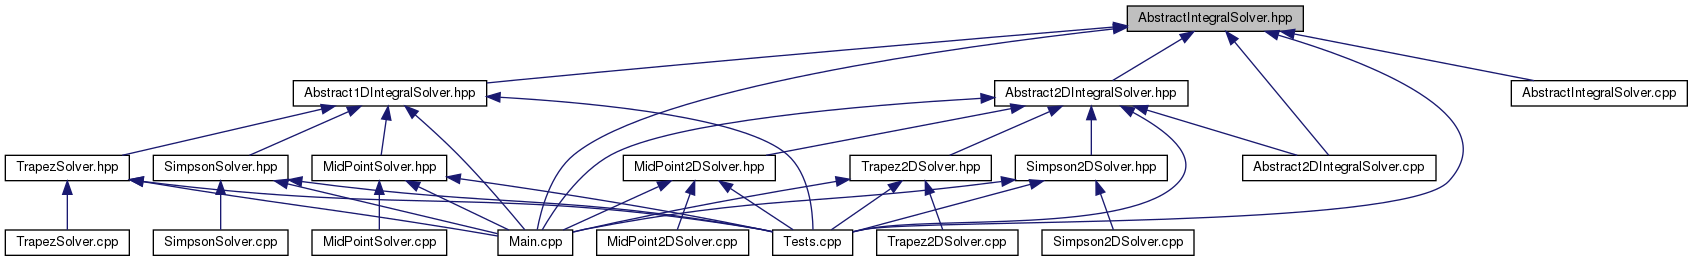 AbstractIntegralSolver.hpp
Abstract1DIntegralSolver.hpp
Abstract2DIntegralSolver.hpp
AbstractIntegralSolver.cpp
TrapezSolver.hpp
SimpsonSolver.hpp
MidPointSolver.hpp
MidPoint2DSolver.hpp
Trapez2DSolver.hpp
Simpson2DSolver.hpp
Abstract2DIntegralSolver.cpp
TrapezSolver.cpp
SimpsonSolver.cpp
MidPointSolver.cpp
Main.cpp
MidPoint2DSolver.cpp
Tests.cpp
Trapez2DSolver.cpp
Simpson2DSolver.cpp